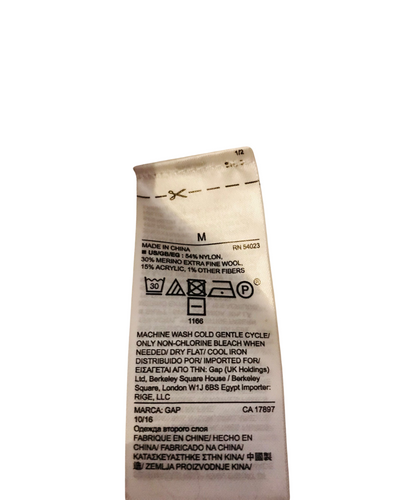 1/2
M
MADE IN CHINA RN 54023
US/GB/EG : 54% NYLON,
30% MERINO EXTRA FINE WOOL,
15% ACRYLIC, 1% OTHER FIBERS
30 P ®
1166
MACHINE WASH COLD GENTLE CYCLE/
ONLY NON-CHLORINE BLEACH WHEN
NEEDED/ DRY FLAT/ COOL IRON
DISTRIBUIDO POR/ IMPORTED FOR/
ΕΙΣΑΓΕΤΑΙ ΑΠΟ ΤΗΝ: Gap (UK Holdings)
Ltd, Berkeley Square House / Berkeley
Square, London W1J 6BS Egypt Importer:
RIGE, LLC
MARCA: GAP CA 17897
10/16
Одежда второго слоя
FABRIQUE EN CHINE/ HECHO EN
CHINA/ FABRICADO NA CHINA/
ΚΑΤΑΣΚΕΥΑΣΤΗΚΕ ΣΤΗΝ ΚΙΝΑ/ 中國製
造/ ZEMLJA PROIZVODNJE KINA/